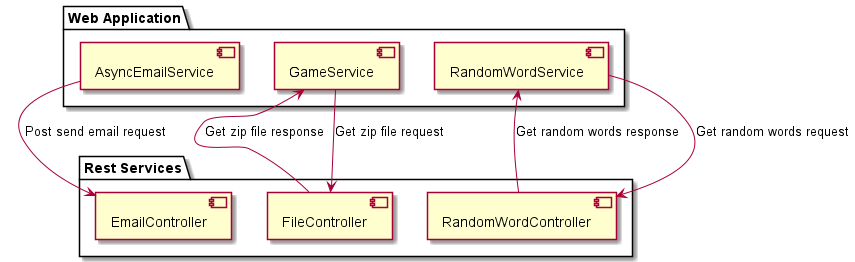 Web Application
AsyncEmailService
GameService
RandomWordService
Post send email request
Get zip file response
Get zip file request
Get random words response
Get random words request
Rest Services
EmailController
FileController
RandomWordController